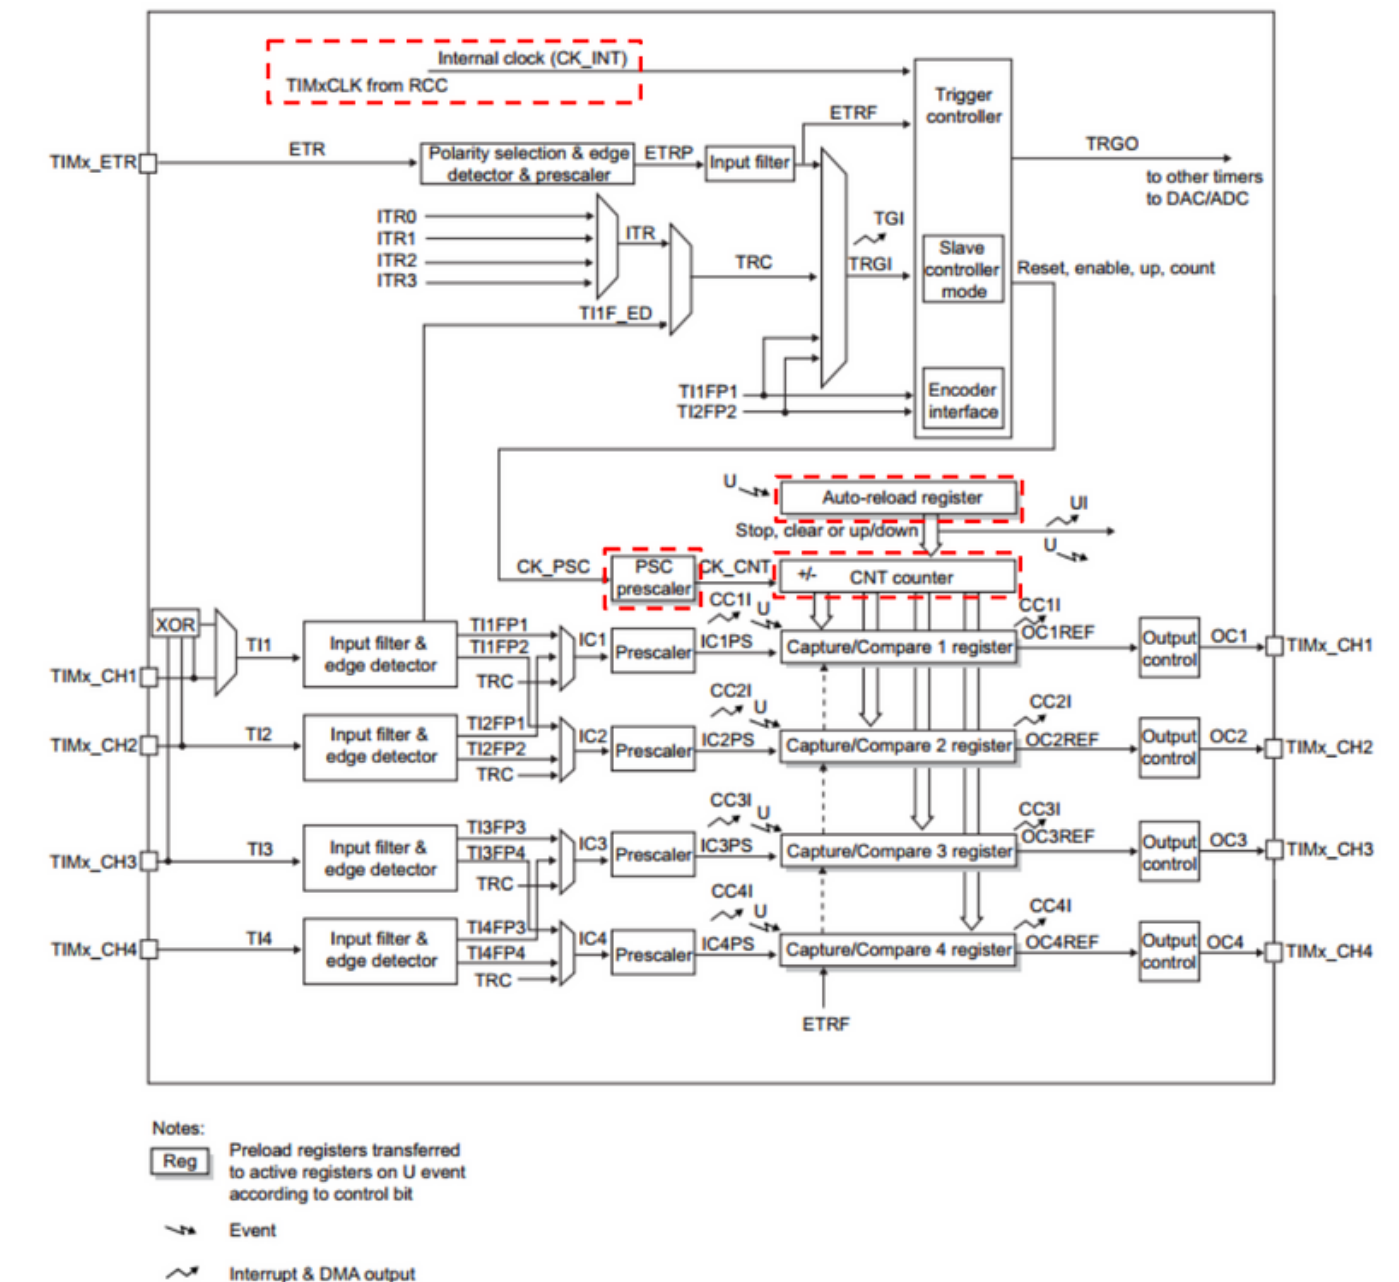 Internal clock (CK_INT)
TIMxCLK from RCC
Trigger
controller
ETRF
TIMx_ETR
ETR
Polarity selection & edge
detector & prescaler
ETRP
Input filter
TRGO
to other timers
to DAC/ADC
ITR0
ITR1
ITR2
ITR3
ITR
TRC
TI1F_ED
TGI
TRGI
Slave
controller
mode
Reset, enable, up, count
TI1FP1
TI2FP2
Encoder
interface
U
Auto-reload register
UI
Stop, clear or up/down
U
CK_PSC
PSC
prescaler
CK_CNT
+/-
CNT counter
XOR
TI1
TIMx_CH1
Input filter &
edge detector
TI1FP1
TI1FP2
TRC
IC1
Prescaler
IC1PS
CC1I
U
Capture/Compare 1 register
CC1I
OC1REF
Output
control
OC1
TIMx_CH1
TIMx_CH2
TI2
Input filter &
edge detector
TI2FP1
TI2FP2
TRC
IC2
Prescaler
IC2PS
CC2I
U
Capture/Compare 2 register
CC2I
OC2REF
Output
control
OC2
TIMx_CH2
TIMx_CH3
TI3
Input filter &
edge detector
TI3FP3
TI3FP4
TRC
IC3
Prescaler
IC3PS
CC3I
U
Capture/Compare 3 register
CC3I
OC3REF
Output
control
OC3
TIMx_CH3
TIMx_CH4
TI4
Input filter &
edge detector
TI4FP3
TI4FP4
TRC
IC4
Prescaler
IC4PS
CC4I
U
Capture/Compare 4 register
CC4I
OC4REF
Output
control
OC4
TIMx_CH4
ETRF
Notes:
Reg
Preload registers transferred
to active registers on U event
according to control bit
Event
Interrupt & DMA output